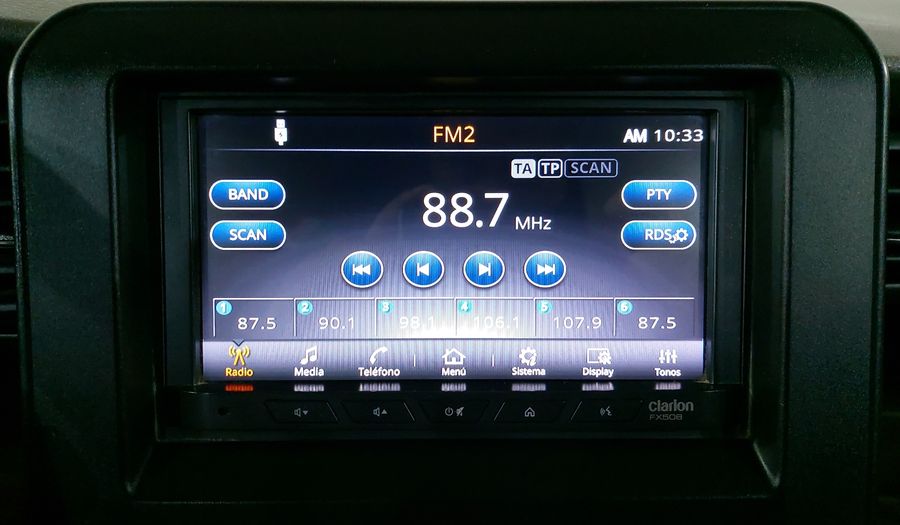 FM2 AM 10:33
TA TP SCAN
BAND 88.7 MHz PTY
SCAN RDS
1 2 3 4 5 6
87.5 90.1 98.1 106.1 107.9 87.5
Radio Media Teléfono Menú Sistema Display Tonos
clarion
FX508